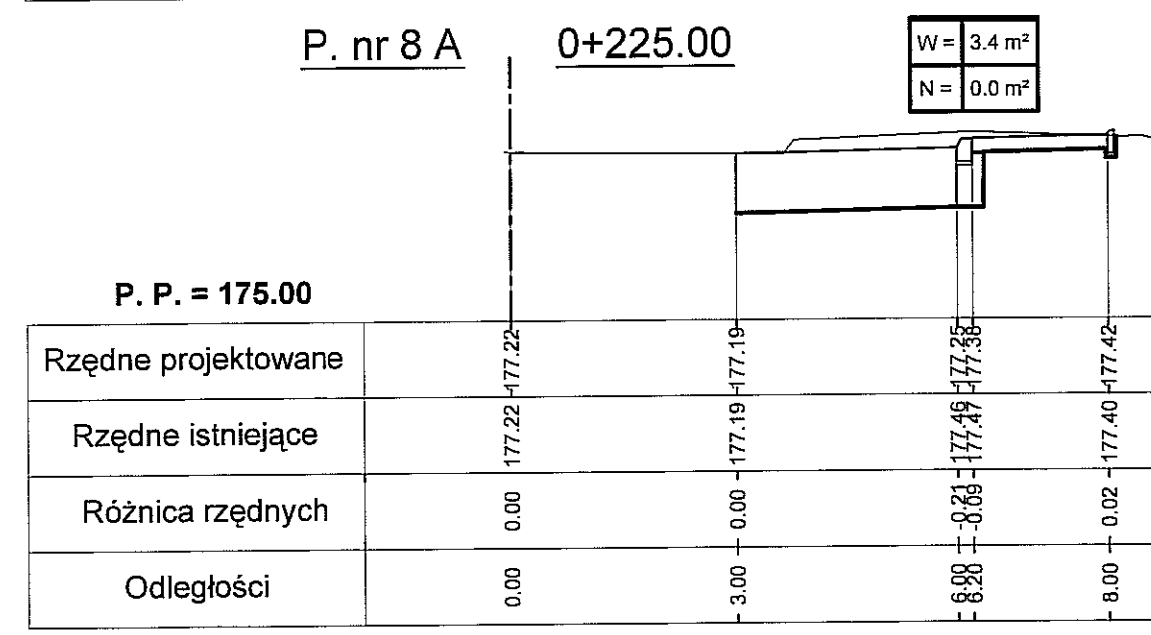 P. nr 8 A 0+225.00
W = 3.4 m²
N = 0.0 m²
P. P. = 175.00
Rzędne projektowane 177.22 177.19 177.25 177.38 177.42
Rzędne istniejące 177.22 177.19 177.46 177.47 177.40
Różnica rzędnych 0.00 0.00 -0.21 -0.09 0.02
Odległości 0.00 3.00 6.00 6.20 8.00